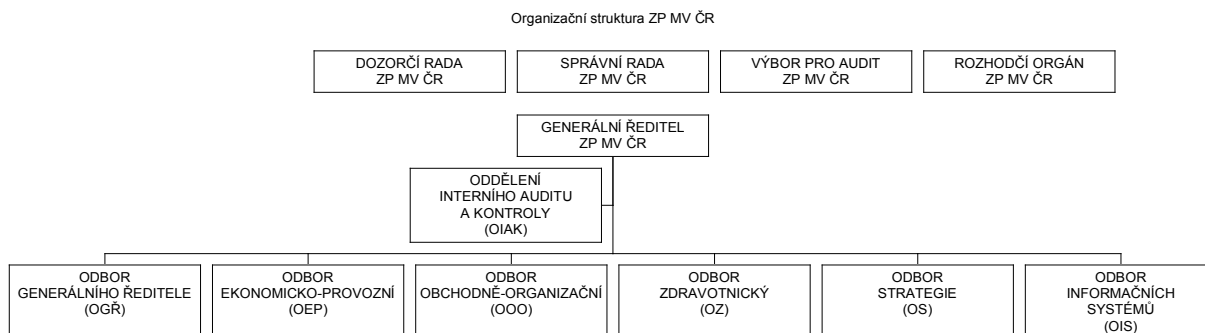 Organizační struktura ZP MV ČR
DOZORČÍ RADA
ZP MV ČR
SPRÁVNÍ RADA
ZP MV ČR
VÝBOR PRO AUDIT
ZP MV ČR
ROZHODČÍ ORGÁN
ZP MV ČR
GENERÁLNÍ ŘEDITEL
ZP MV ČR
ODDĚLENÍ
INTERNÍHO AUDITU
A KONTROLY
(OIAK)
ODBOR
GENERÁLNÍHO ŘEDITELE
(OGŘ)
ODBOR
EKONOMICKO-PROVOZNÍ
(OEP)
ODBOR
OBCHODNĚ-ORGANIZAČNÍ
(OOO)
ODBOR
ZDRAVOTNICKÝ
(OZ)
ODBOR
STRATEGIE
(OS)
ODBOR
INFORMAČNÍCH
SYSTÉMŮ
(OIS)